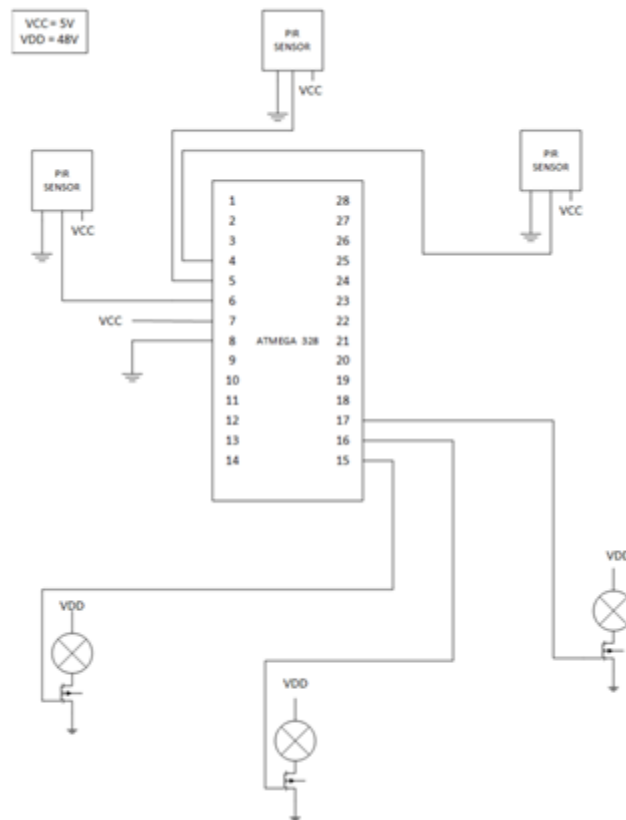 VCC = 5V
VDD = 48V
PIR
SENSOR
VCC
PIR
SENSOR
VCC
PIR
SENSOR
VCC
1 28
2 27
3 26
4 25
5 24
6 23
VCC 7 22
8 ATMEGA 328 21
9 20
10 19
11 18
12 17
13 16
14 15
VDD
VDD
VDD